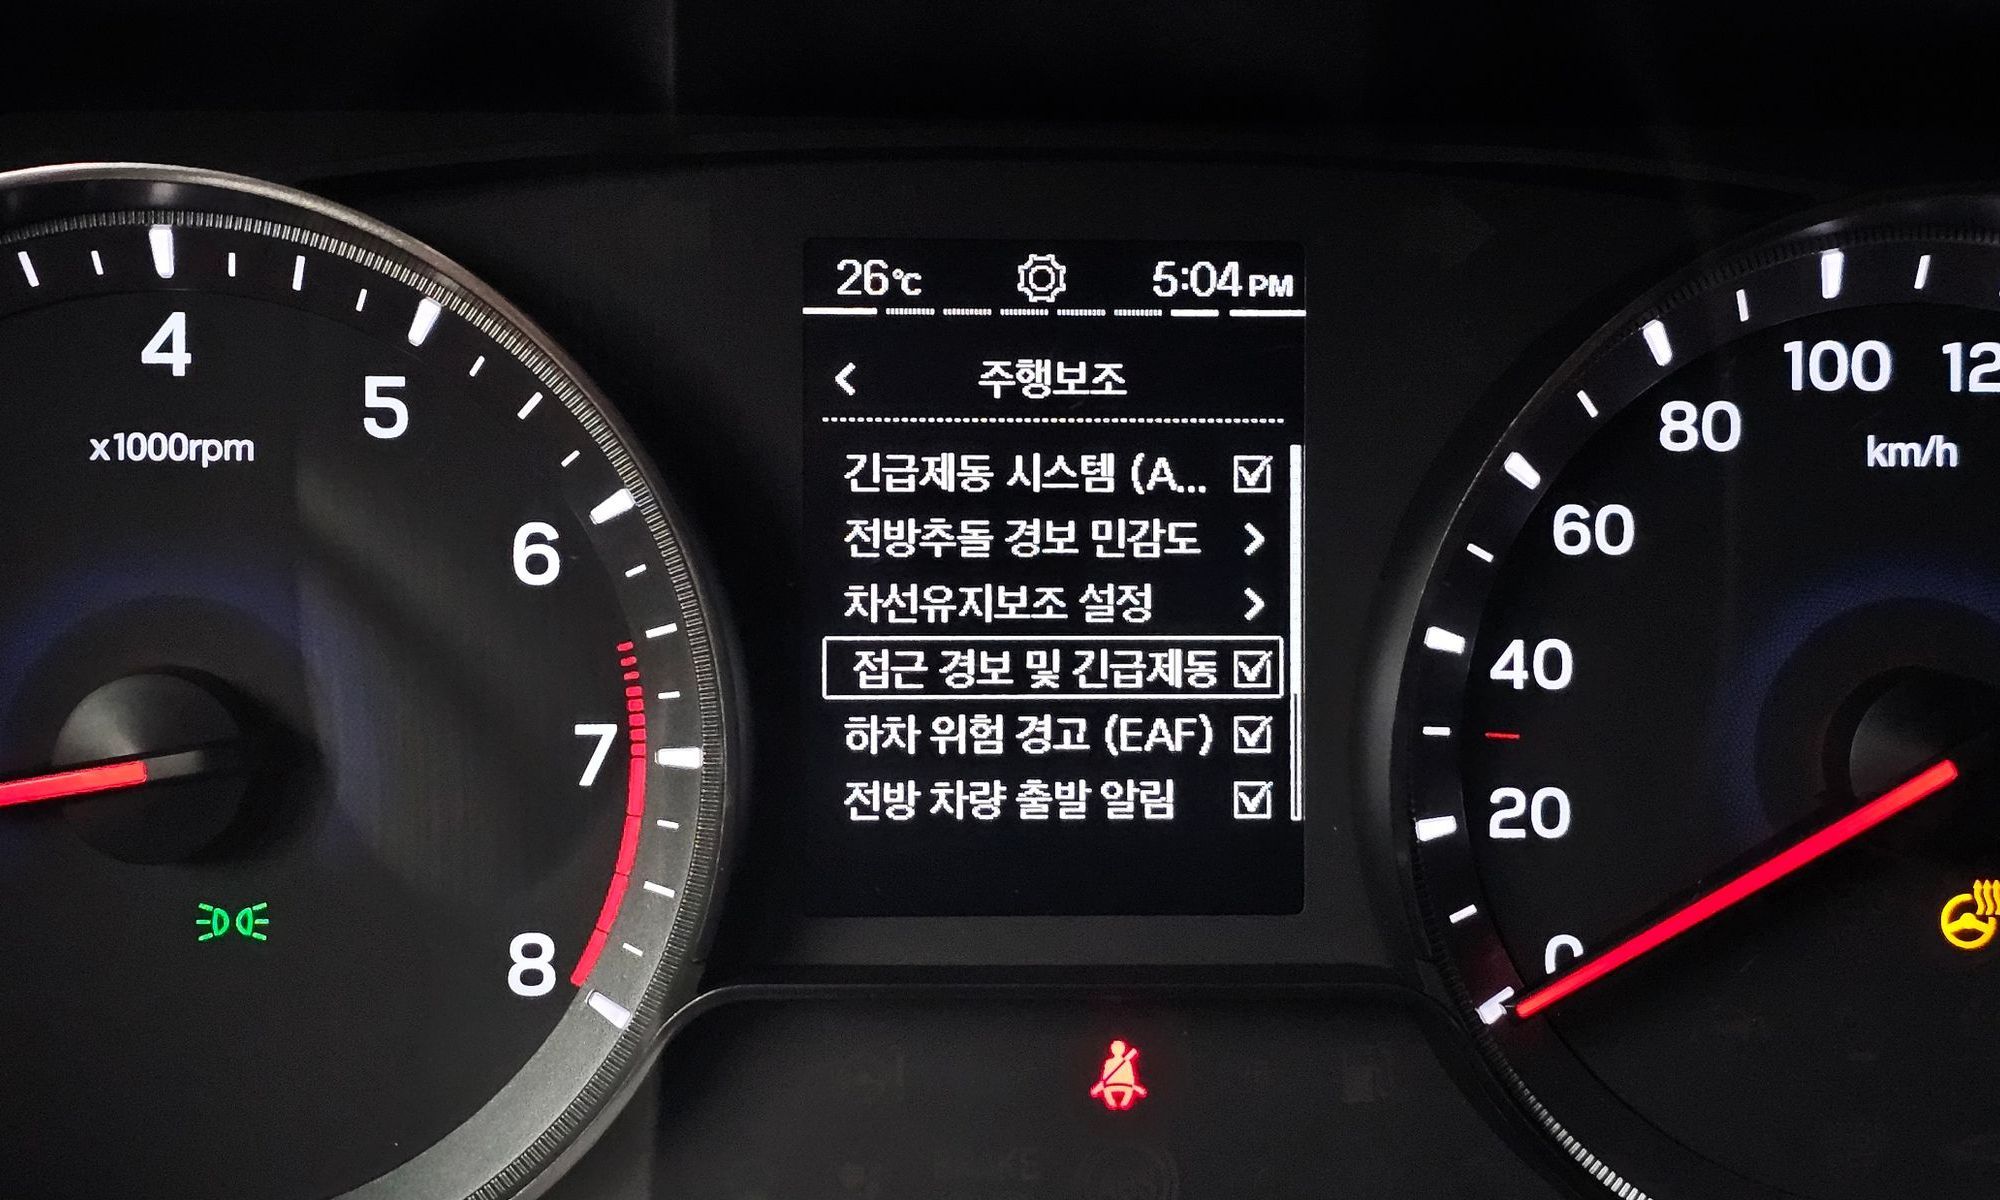 26℃ 5:04 PM
주행보조
긴급제동 시스템 (A...
전방추돌 경보 민감도
차선유지보조 설정
접근 경보 및 긴급제동
하차 위험 경고 (EAF)
전방 차량 출발 알림
4
5
6
7
8
x1000rpm
0
20
40
60
80
100
km/h